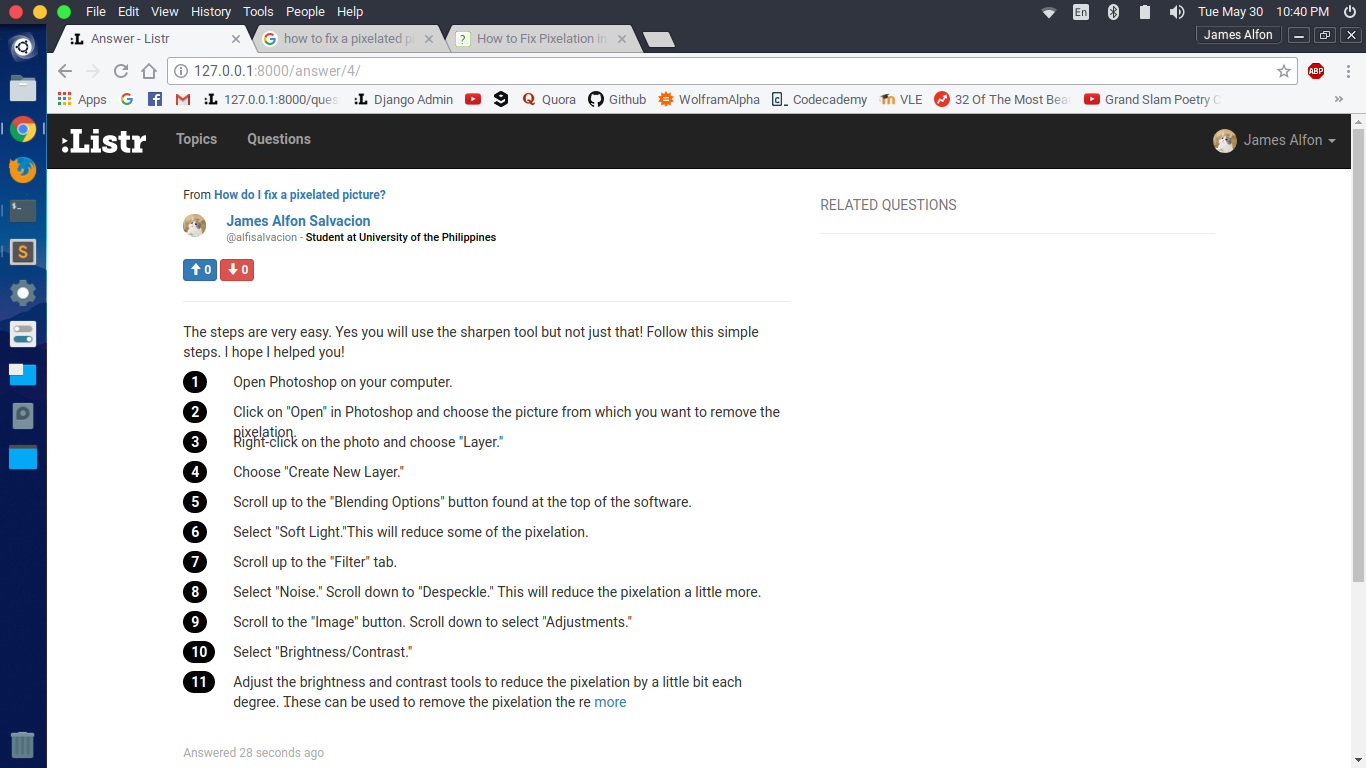 File Edit View History Tools People Help
En
Tue May 30 10:40 PM
:L Answer - Listr
how to fix a pixelated pi
? How to Fix Pixelation in
James Alfon
127.0.0.1:8000/answer/4/
ABP
Apps
:L 127.0.0.1:8000/ques
:L Django Admin
Quora
Github
WolframAlpha
Codecademy
VLE
32 Of The Most Bea
Grand Slam Poetry C
»
:Listr
Topics
Questions
James Alfon
From How do I fix a pixelated picture?
RELATED QUESTIONS
James Alfon Salvacion
@alfisalvacion - Student at University of the Philippines
0
0
The steps are very easy. Yes you will use the sharpen tool but not just that! Follow this simple
steps. I hope I helped you!
1 Open Photoshop on your computer.
2 Click on "Open" in Photoshop and choose the picture from which you want to remove the
pixelation.
3 Right-click on the photo and choose "Layer."
4 Choose "Create New Layer."
5 Scroll up to the "Blending Options" button found at the top of the software.
6 Select "Soft Light."This will reduce some of the pixelation.
7 Scroll up to the "Filter" tab.
8 Select "Noise." Scroll down to "Despeckle." This will reduce the pixelation a little more.
9 Scroll to the "Image" button. Scroll down to select "Adjustments."
10 Select "Brightness/Contrast."
11 Adjust the brightness and contrast tools to reduce the pixelation by a little bit each
degree. These can be used to remove the pixelation the re more
Answered 28 seconds ago